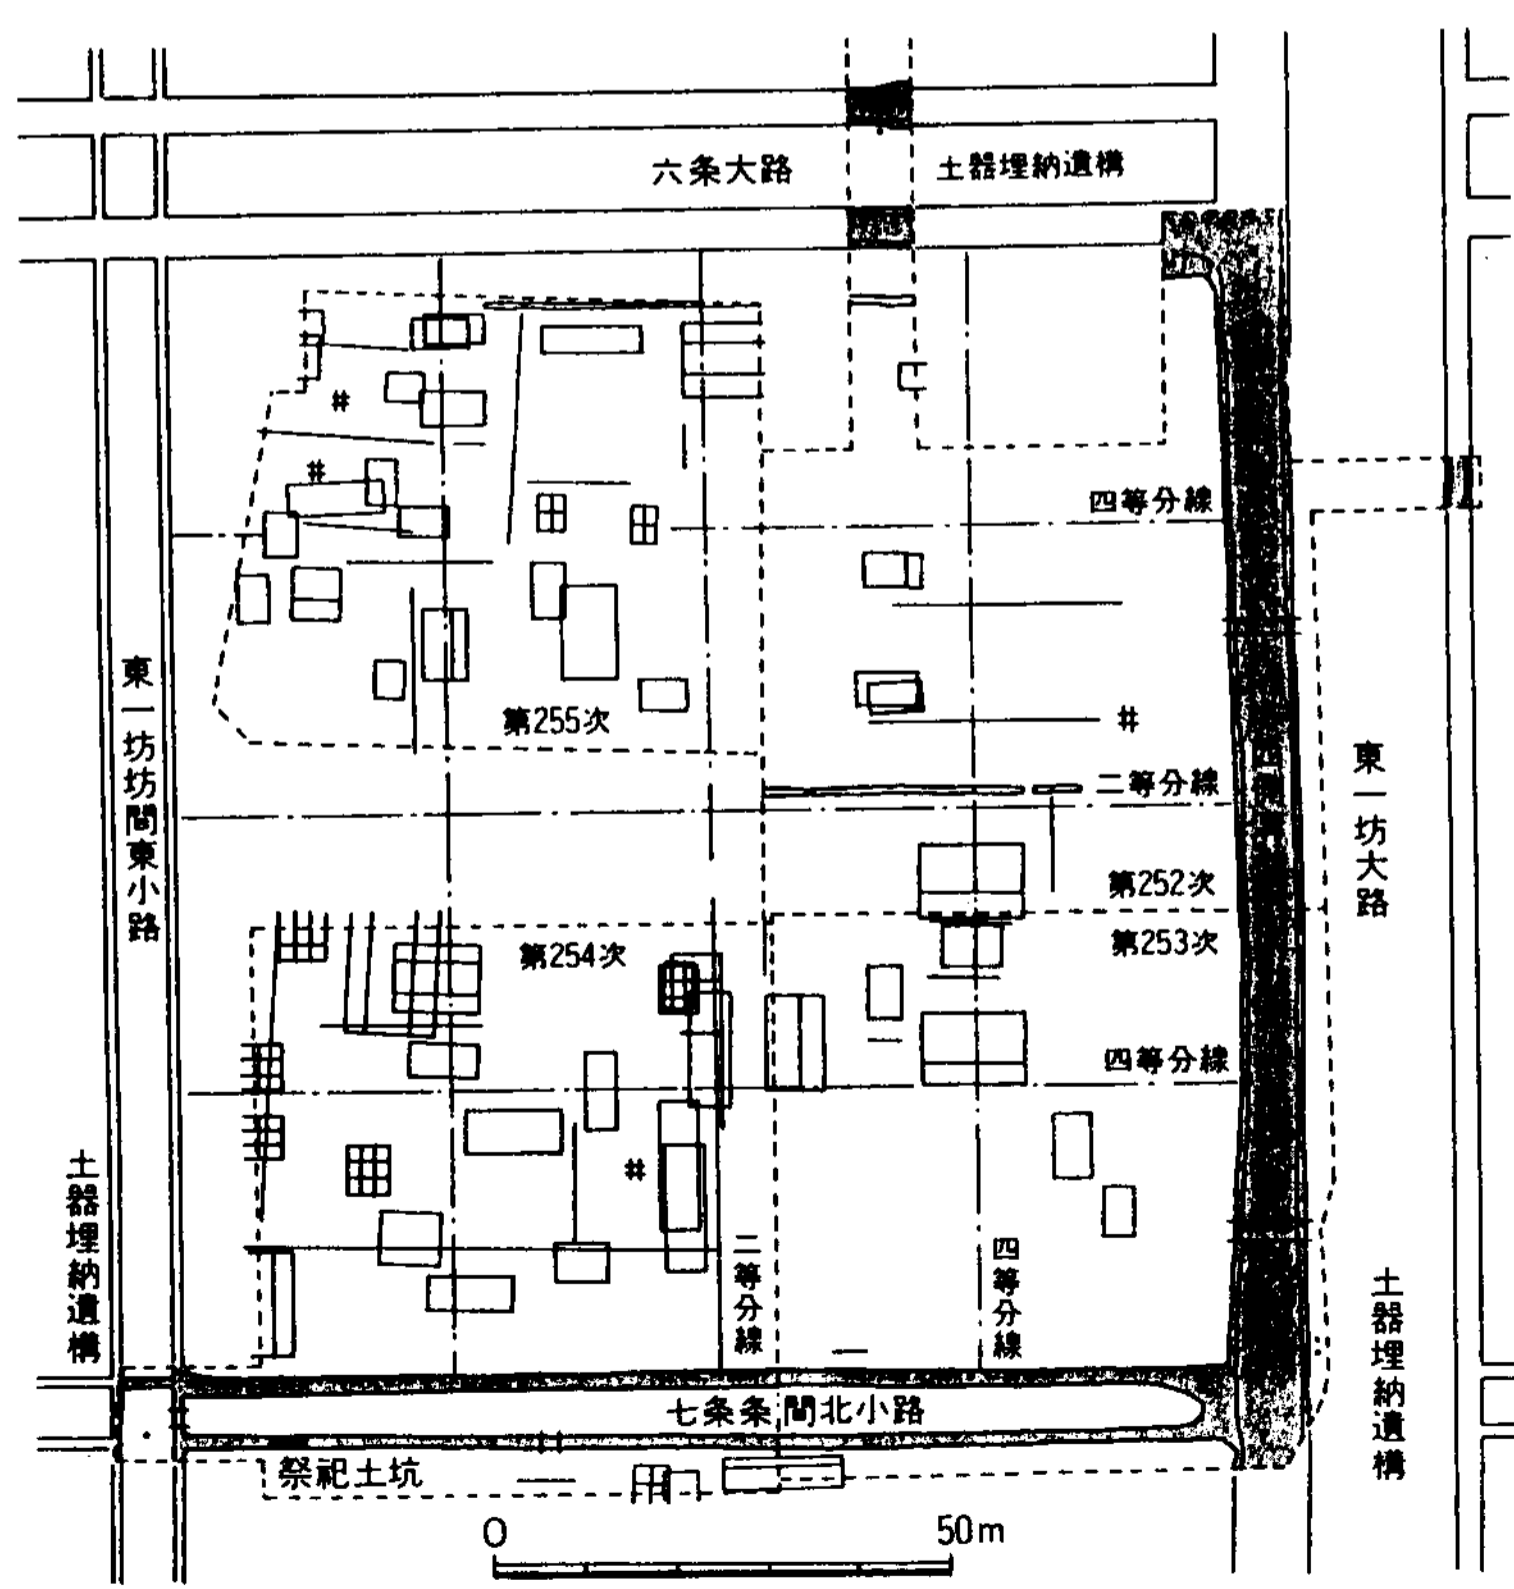 六条大路
土器埋納遺構
四等分線
第255次
東一坊坊間東小路
二等分線
東一坊大路
第252次
第254次
第253次
四等分線
土器埋納遺構
二等分線
四等分線
土器埋納遺構
七条条間北小路
祭祀土坑
0 50m